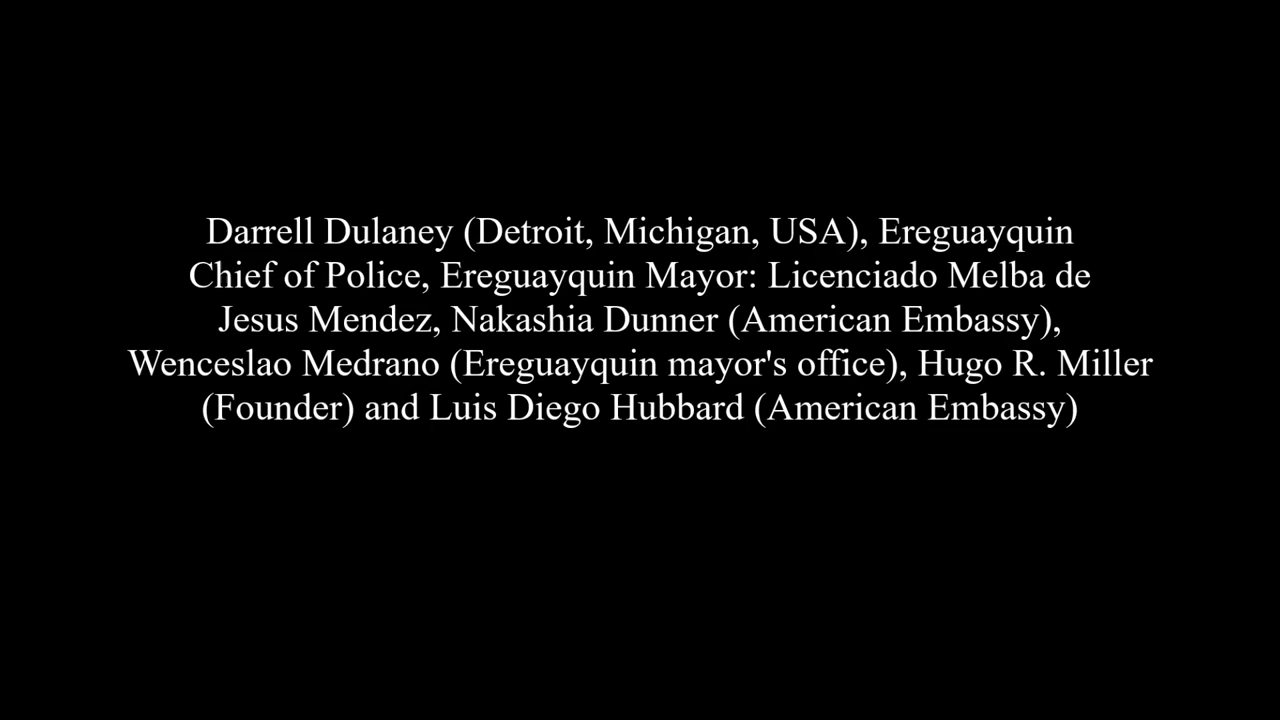 Darrell Dulaney (Detroit, Michigan, USA), Ereguayquin
Chief of Police, Ereguayquin Mayor: Licenciado Melba de
Jesus Mendez, Nakashia Dunner (American Embassy),
Wenceslao Medrano (Ereguayquin mayor's office), Hugo R. Miller
(Founder) and Luis Diego Hubbard (American Embassy)